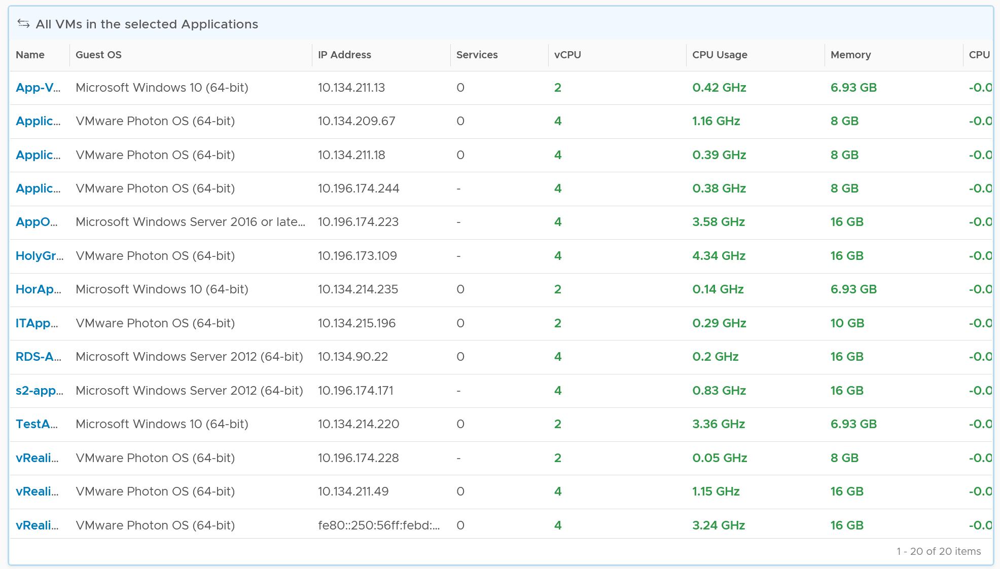 All VMs in the selected Applications
Name Guest OS IP Address Services vCPU CPU Usage Memory CPU
App-V... Microsoft Windows 10 (64-bit) 10.134.211.13 0 2 0.42 GHz 6.93 GB -0.0
Applic... VMware Photon OS (64-bit) 10.134.209.67 0 4 1.16 GHz 8 GB -0.0
Applic... VMware Photon OS (64-bit) 10.134.211.18 0 4 0.39 GHz 8 GB -0.0
Applic... VMware Photon OS (64-bit) 10.196.174.244 - 4 0.38 GHz 8 GB -0.0
AppO... Microsoft Windows Server 2016 or late... 10.196.174.223 - 4 3.58 GHz 16 GB -0.0
HolyGr... VMware Photon OS (64-bit) 10.196.173.109 - 4 4.34 GHz 16 GB -0.0
HorAp... Microsoft Windows 10 (64-bit) 10.134.214.235 0 2 0.14 GHz 6.93 GB -0.0
ITApp... VMware Photon OS (64-bit) 10.134.215.196 0 2 0.29 GHz 10 GB -0.0
RDS-A... Microsoft Windows Server 2012 (64-bit) 10.134.90.22 0 4 0.2 GHz 16 GB -0.0
s2-app... Microsoft Windows Server 2012 (64-bit) 10.196.174.171 - 4 0.83 GHz 16 GB -0.0
TestA... Microsoft Windows 10 (64-bit) 10.134.214.220 0 2 3.36 GHz 6.93 GB -0.0
vReali... VMware Photon OS (64-bit) 10.196.174.228 - 2 0.05 GHz 8 GB -0.0
vReali... VMware Photon OS (64-bit) 10.134.211.49 0 4 1.15 GHz 16 GB -0.0
vReali... VMware Photon OS (64-bit) fe80::250:56ff:febd:... 0 4 3.24 GHz 16 GB -0.0
1 - 20 of 20 items